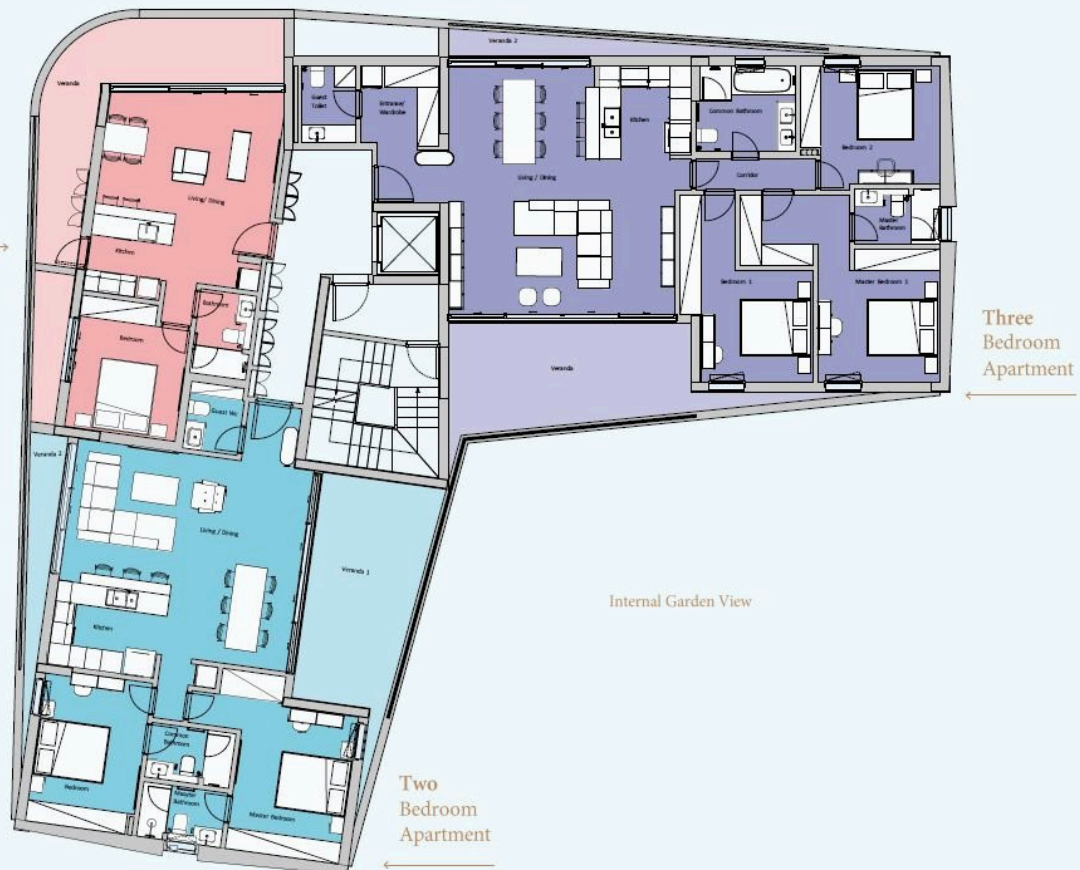 Veranda
Living/ Dining
Kitchen
Bathroom
Bedroom
Guest
Toilet
Entrance/
Wardrobe
Veranda 2
Living / Dining
Kitchen
Common Bathroom
Bedroom 2
Corridor
Master
Bathroom
Bedroom 1
Master Bedroom 3
Veranda
Three
Bedroom
Apartment
Guest Wc
Veranda 2
Living / Dining
Veranda 1
Kitchen
Internal Garden View
Bedroom
Common
Bathroom
Master
Bathroom
Master Bedroom
Two
Bedroom
Apartment